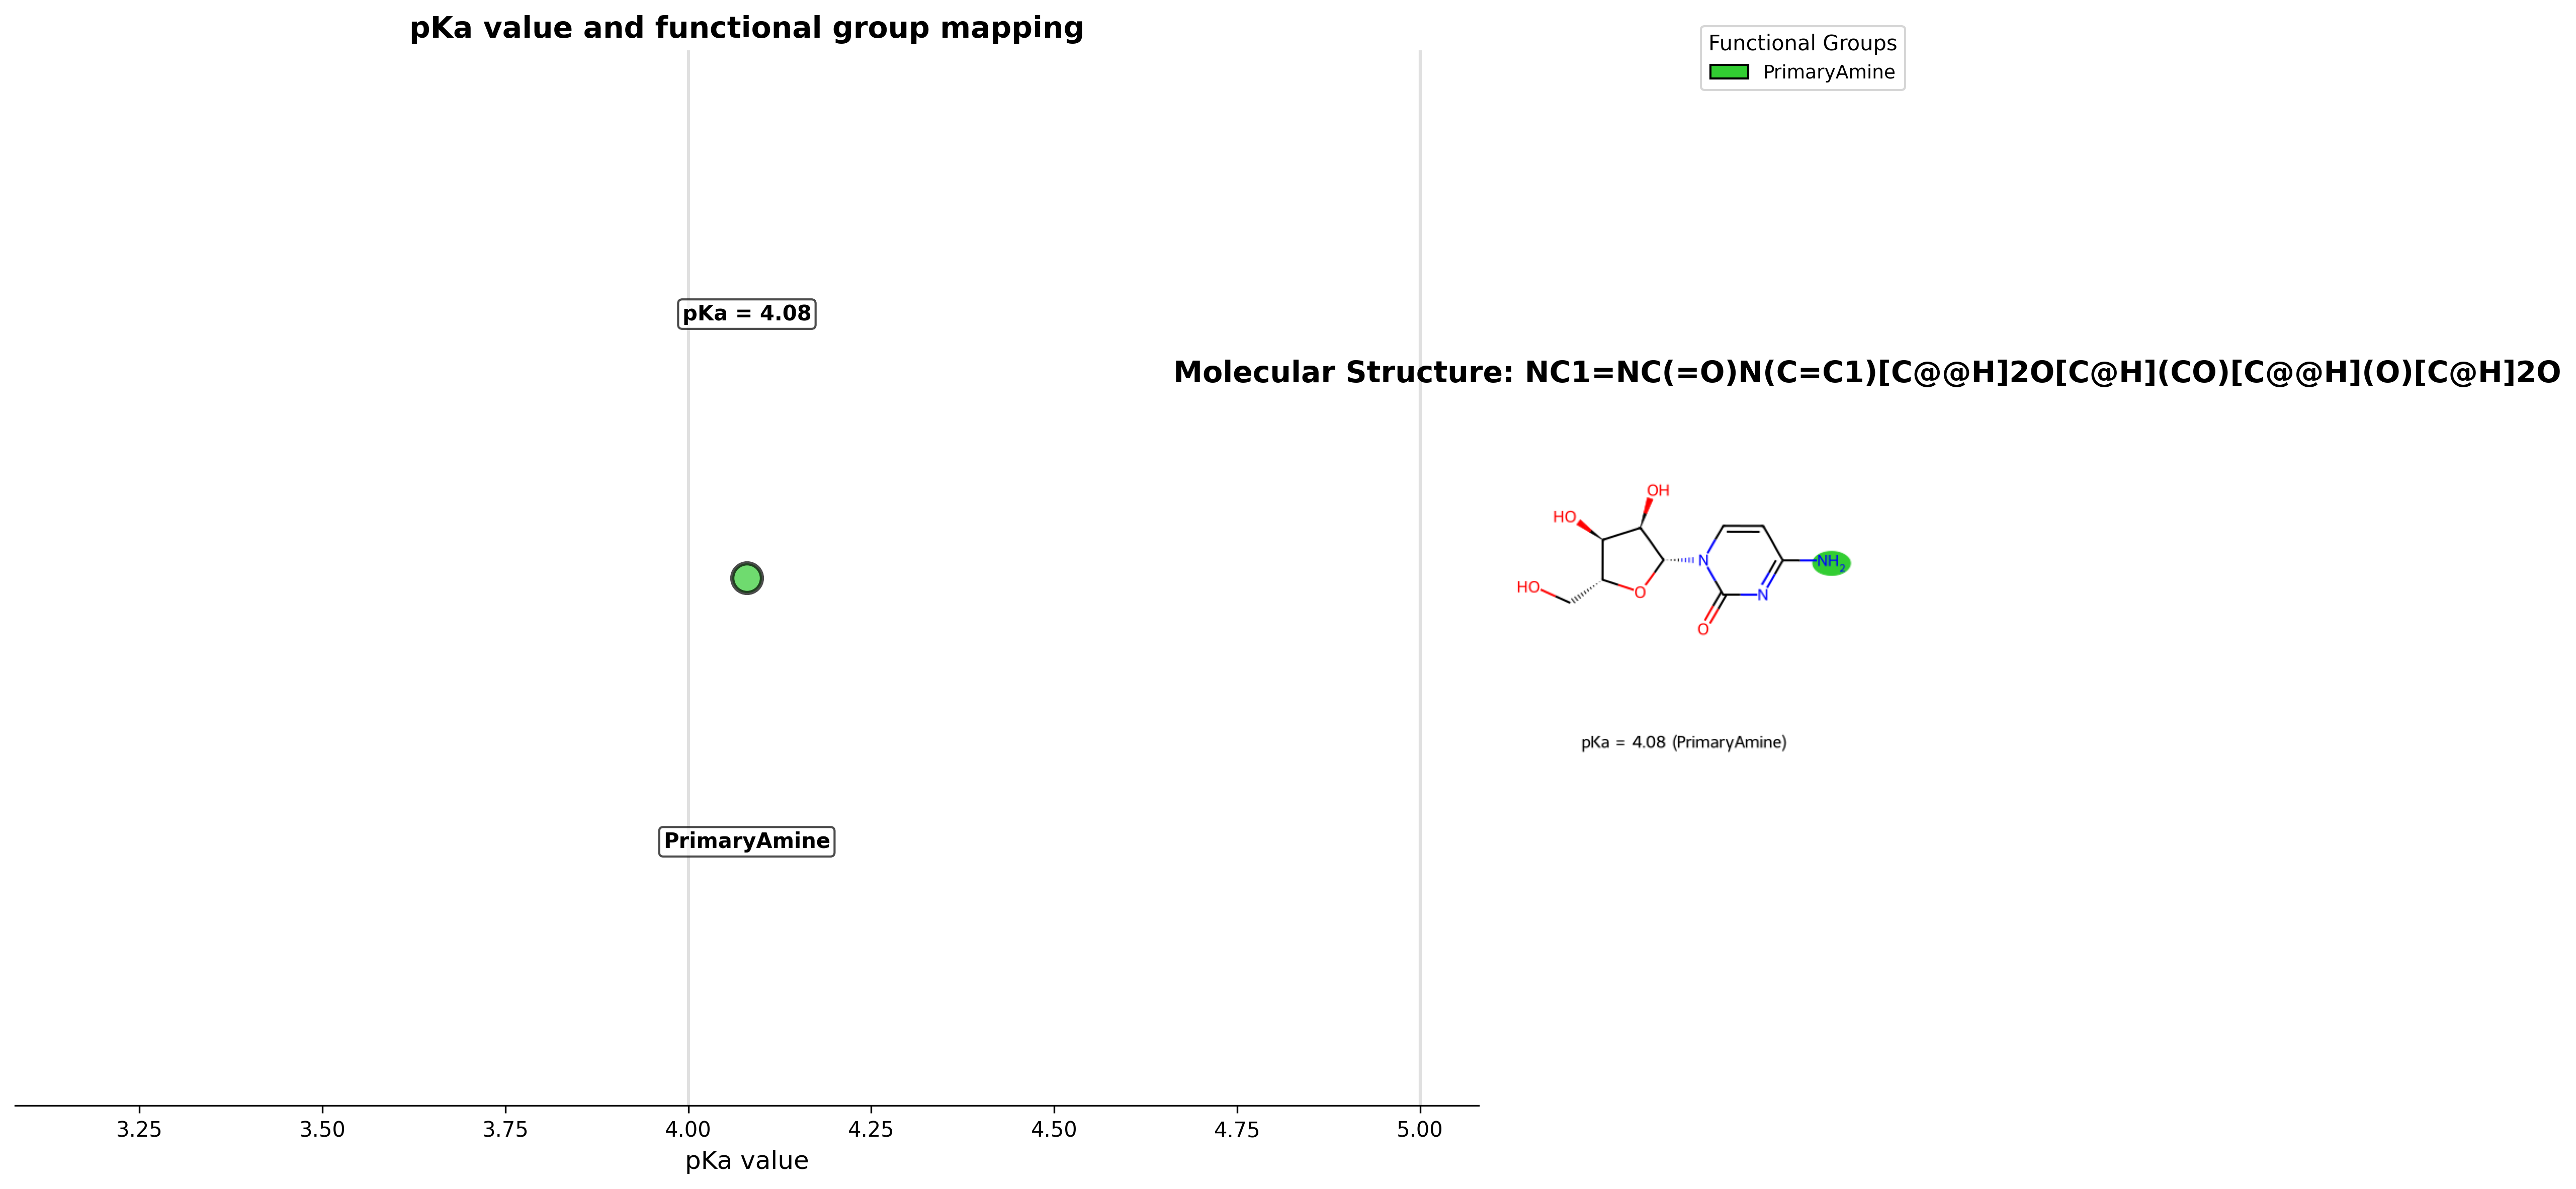 pKa value and functional group mapping
Functional Groups
PrimaryAmine
pKa = 4.08
Molecular Structure: NC1=NC(=O)N(C=C1)[C@@H]2O[C@H](CO)[C@@H](O)[C@H]2O
OH
HO
N
NH2
HO
O
N
O
pKa = 4.08 (PrimaryAmine)
PrimaryAmine
3.25 3.50 3.75 4.00 4.25 4.50 4.75 5.00
pKa value